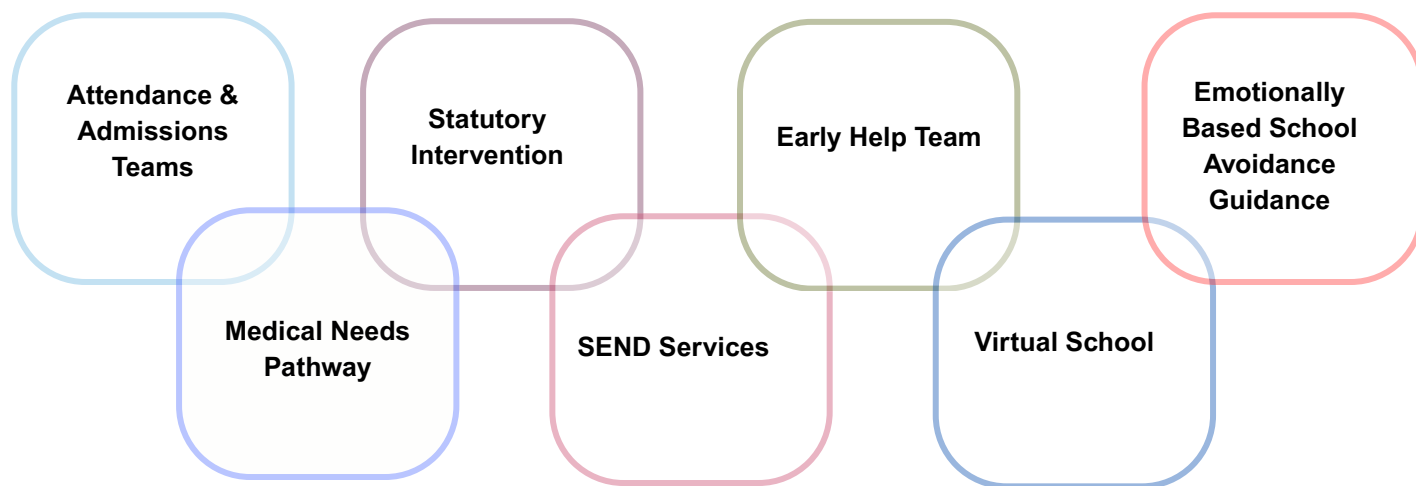 Attendance &
Admissions
Teams
Statutory
Intervention
Early Help Team
Emotionally
Based School
Avoidance
Guidance
Medical Needs
Pathway
SEND Services
Virtual School